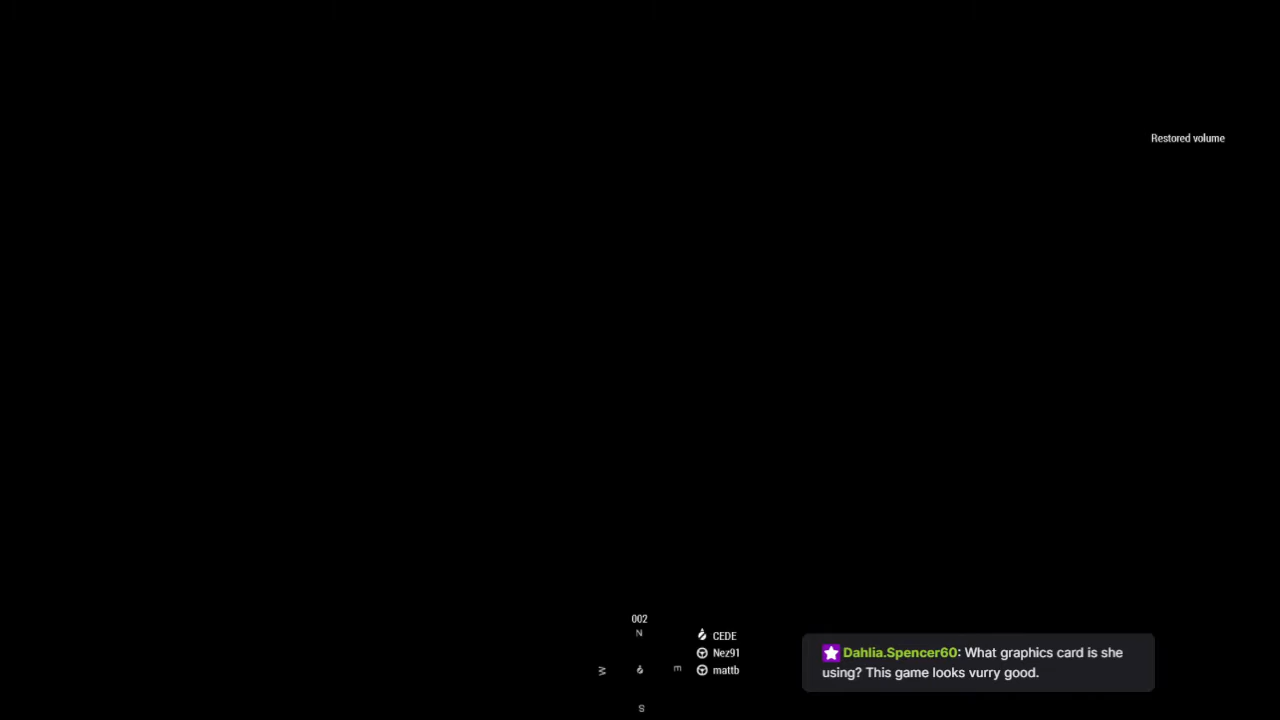 Restored volume
002
N
W
E
S
CEDE
Nez91
mattb
Dahlia.Spencer60: What graphics card is she
using? This game looks vurry good.